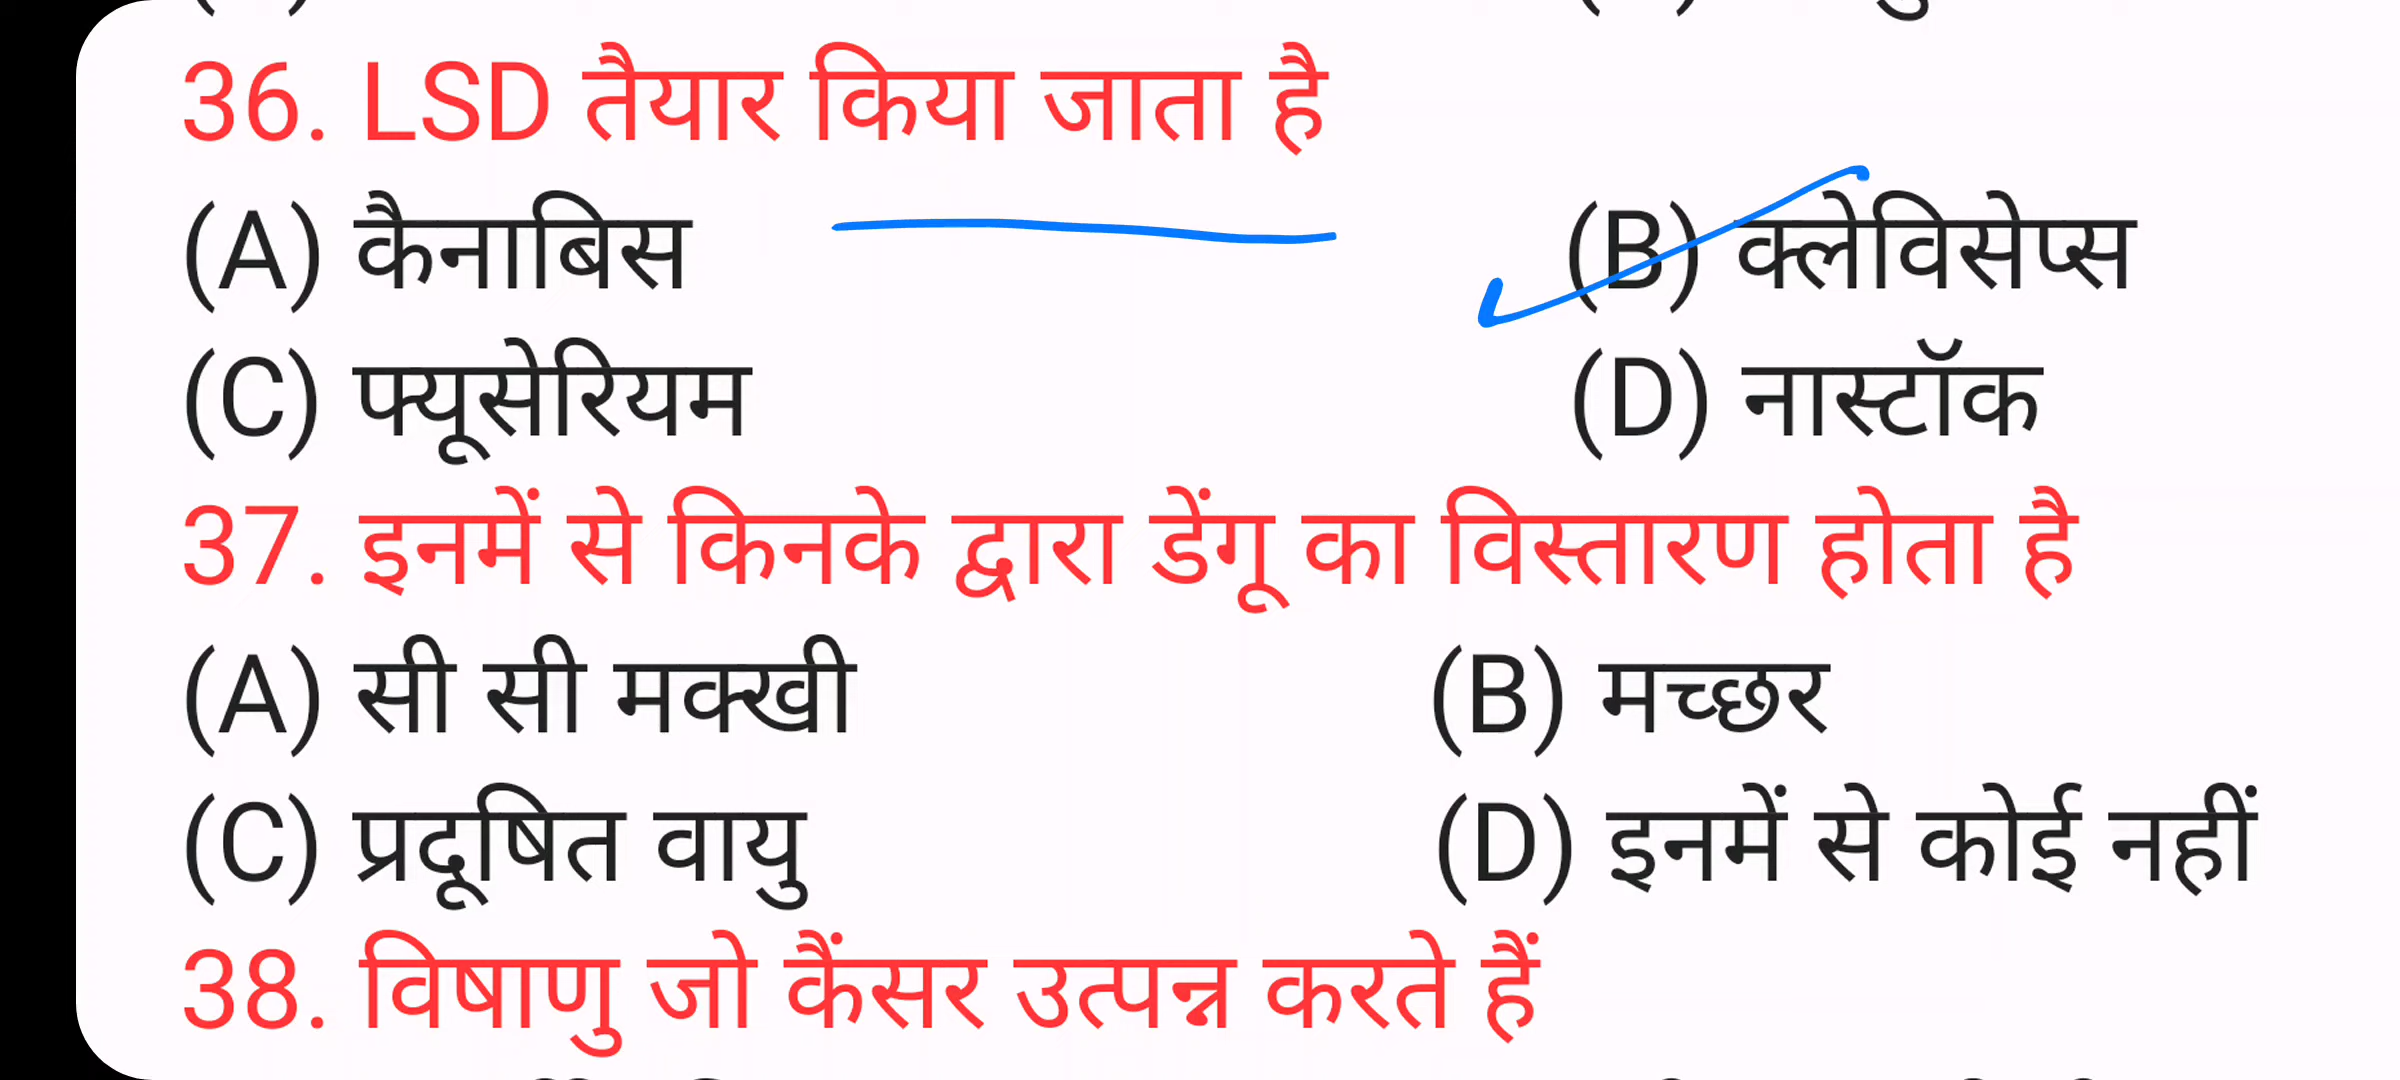 36. LSD तैयार किया जाता है
(A) कैनाबिस (B) क्लेविसेप्स
(C) फ्यूसेरियम (D) नास्टॉक
37. इनमें से किनके द्वारा डेंगू का विस्तारण होता है
(A) सी सी मक्खी (B) मच्छर
(C) प्रदूषित वायु (D) इनमें से कोई नहीं
38. विषाणु जो कैंसर उत्पन्न करते हैं